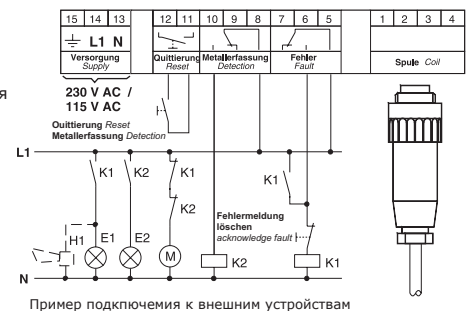 15 14 13 12 11 10 9 8 7 6 5 1 2 3 4
L1 N
Versorgung Quittierung Metallerfassung Fehler Spule Coil
Supply Reset Detection Fault
230 V AC /
115 V AC
я
Quittierung Reset
Metallerfassung Detection
L1
K1 K2 K1 K1
K2
Fehlermeldung
löschen
acknowledge fault
H1 E1 E2 M K2 K1
N
Пример подкпючемия к внешним устройствам